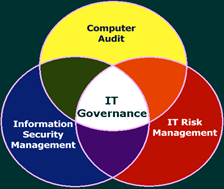 Computer
Audit
IT
Governance
Information
Security
Management
IT Risk
Management